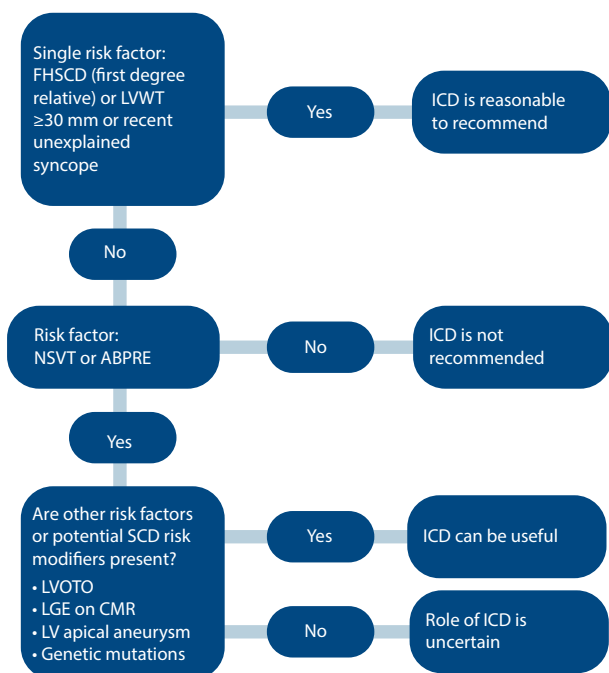 Single risk factor:
FHSCD (first degree
relative) or LVWT
≥30 mm or recent
unexplained
syncope
Yes
ICD is reasonable
to recommend
No
Risk factor:
NSVT or ABPRE
No
ICD is not
recommended
Yes
Are other risk factors
or potential SCD risk
modifiers present?
• LVOTO
• LGE on CMR
• LV apical aneurysm
• Genetic mutations
Yes
ICD can be useful
No
Role of ICD is
uncertain